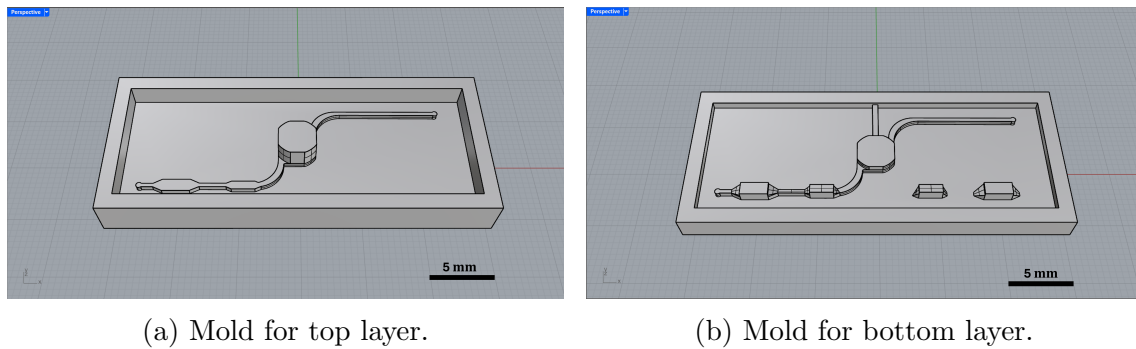 Perspective
5 mm
(a) Mold for top layer.
Perspective
5 mm
(b) Mold for bottom layer.